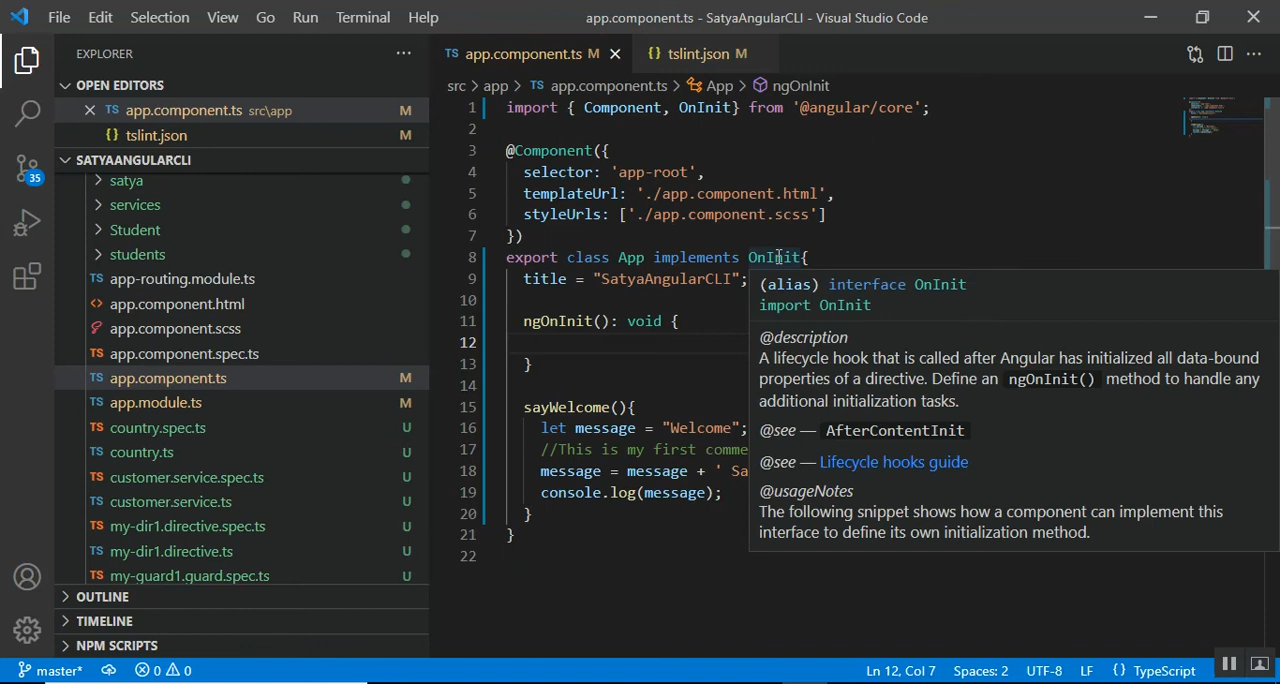 File Edit Selection View Go Run Terminal Help app.component.ts - SatyaAngularCLI - Visual Studio Code
EXPLORER
OPEN EDITORS
app.component.ts src\app M
tslint.json M
SATYAANGULARCLI
satya
services
Student
students
app-routing.module.ts
app.component.html
app.component.scss
app.component.spec.ts
app.component.ts M
app.module.ts M
country.spec.ts U
country.ts U
customer.service.spec.ts U
customer.service.ts U
my-dir1.directive.spec.ts U
my-dir1.directive.ts U
my-guard1.guard.spec.ts U
OUTLINE
TIMELINE
NPM SCRIPTS
35
TS app.component.ts M {} tslint.json M
src > app > TS app.component.ts > App > ngOnInit
1 import { Component, OnInit} from '@angular/core';
2
3 @Component({
4 selector: 'app-root',
5 templateUrl: './app.component.html',
6 styleUrls: ['./app.component.scss']
7 })
8 export class App implements OnInit{
9 title = "SatyaAngularCLI";
10
11 ngOnInit(): void {
12
13 }
14
15 sayWelcome(){
16 let message = "Welcome";
17 //This is my first comme
18 message = message + ' Sa
19 console.log(message);
20 }
21 }
22
(alias) interface OnInit
import OnInit
@description
A lifecycle hook that is called after Angular has initialized all data-bound
properties of a directive. Define an ngOnInit() method to handle any
additional initialization tasks.
@see — AfterContentInit
@see — Lifecycle hooks guide
@usageNotes
The following snippet shows how a component can implement this
interface to define its own initialization method.
master* 0 0 Ln 12, Col 7 Spaces: 2 UTF-8 LF {} TypeScript